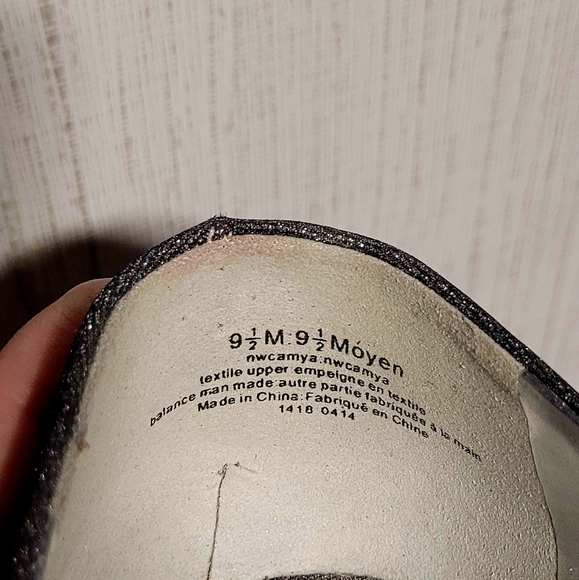 9½M:9½Móyen
nwcamya:nwcamya
textile upper empeigne en textile
balance man made:autre partie fabriquée à la main
Made in China:Fabriqué en Chine
1418 0414